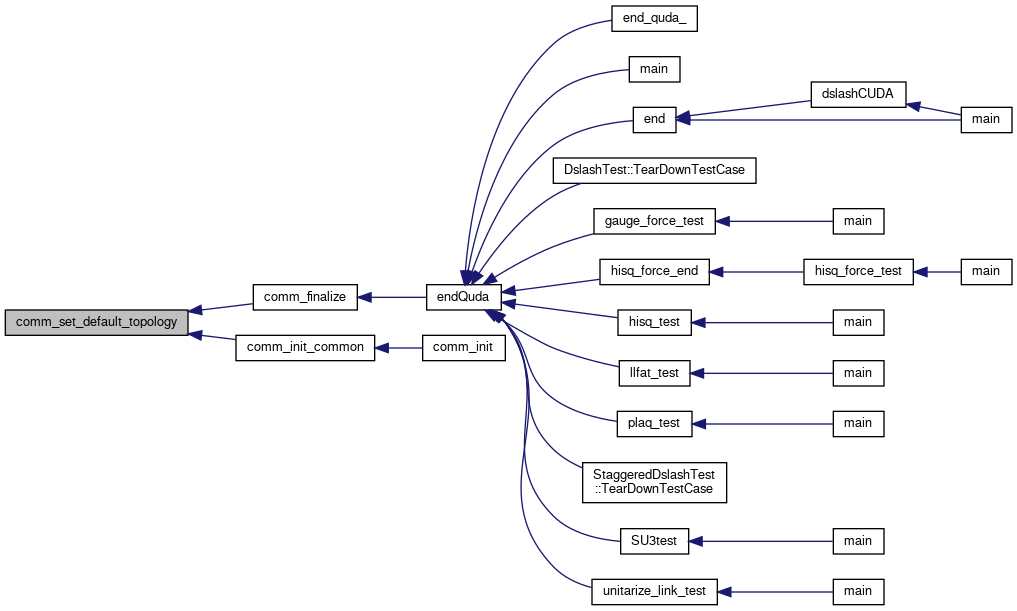 end_quda_
main
dslashCUDA
end
main
DslashTest::TearDownTestCase
gauge_force_test
main
hisq_force_end
hisq_force_test
main
comm_finalize
endQuda
comm_set_default_topology
hisq_test
main
comm_init_common
comm_init
llfat_test
main
plaq_test
main
StaggeredDslashTest
::TearDownTestCase
SU3test
main
unitarize_link_test
main